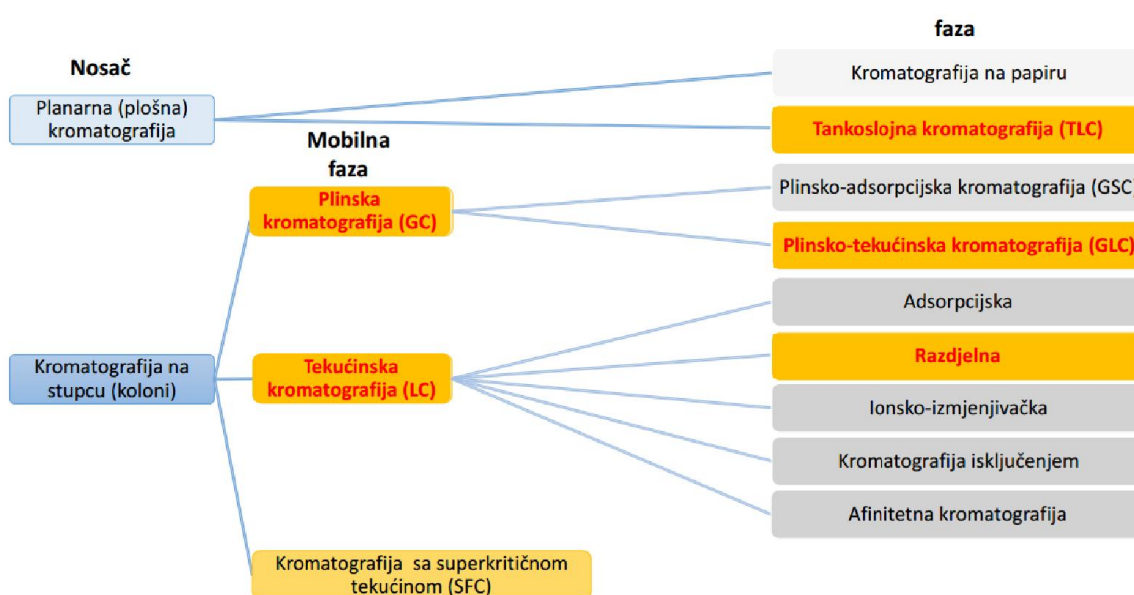 faza
Nosač
Kromatografija na papiru
Planarna (plošna)
kromatografija
Tankoslojna kromatografija (TLC)
Mobilna
faza
Plinska
kromatografija (GC)
Plinsko-adsorpcijska kromatografija (GSC)
Plinsko-tekućinska kromatografija (GLC)
Adsorpcijska
Kromatografija na
stupcu (koloni)
Tekućinska
kromatografija (LC)
Razdjelna
Ionsko-izmjenjivačka
Kromatografija isključenjem
Afinitetna kromatografija
Kromatografija sa superkritičnom
tekućinom (SFC)